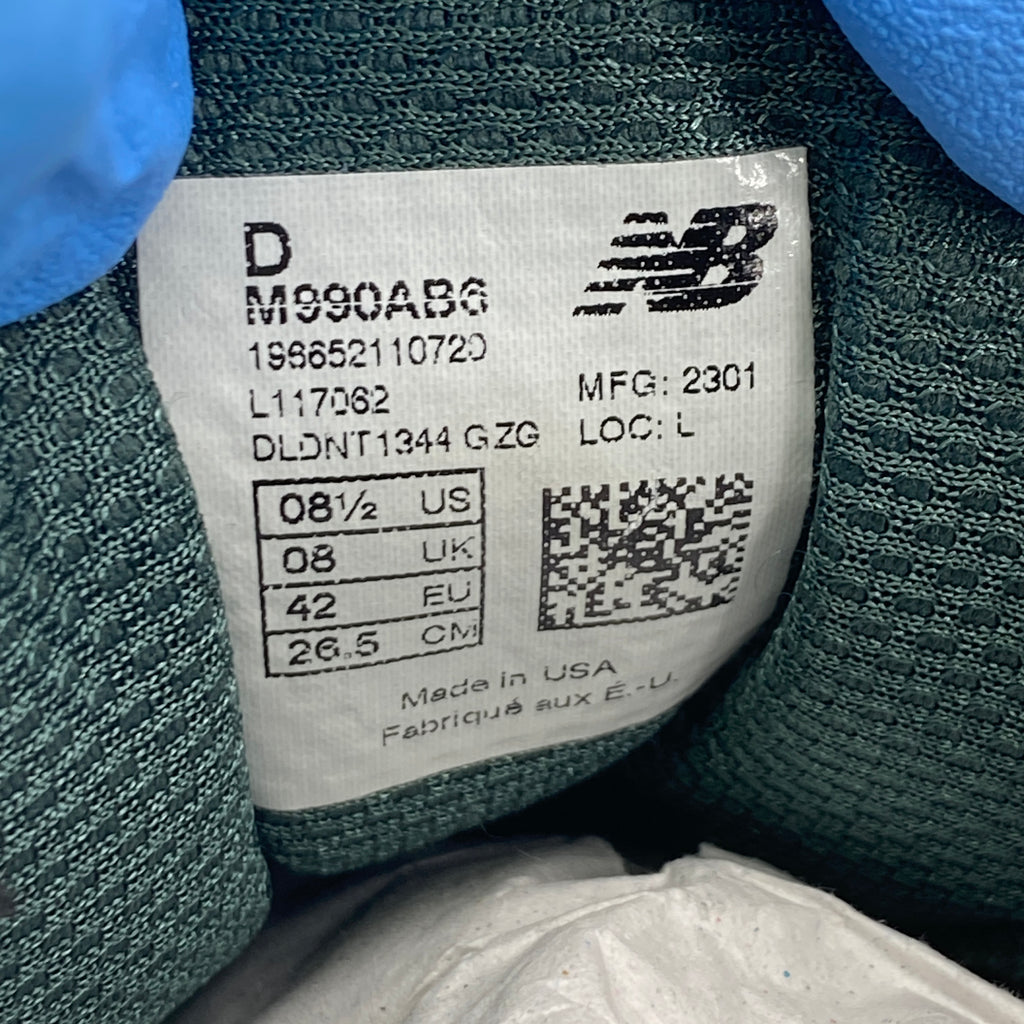 D
NB
M990AB6
196652110720
L117062
MFG: 2301
DLDNT1344 GZG
LOC: L
08½ US
08 UK
42 EU
26.5 CM
Made in USA
Fabriqué aux É.-U.